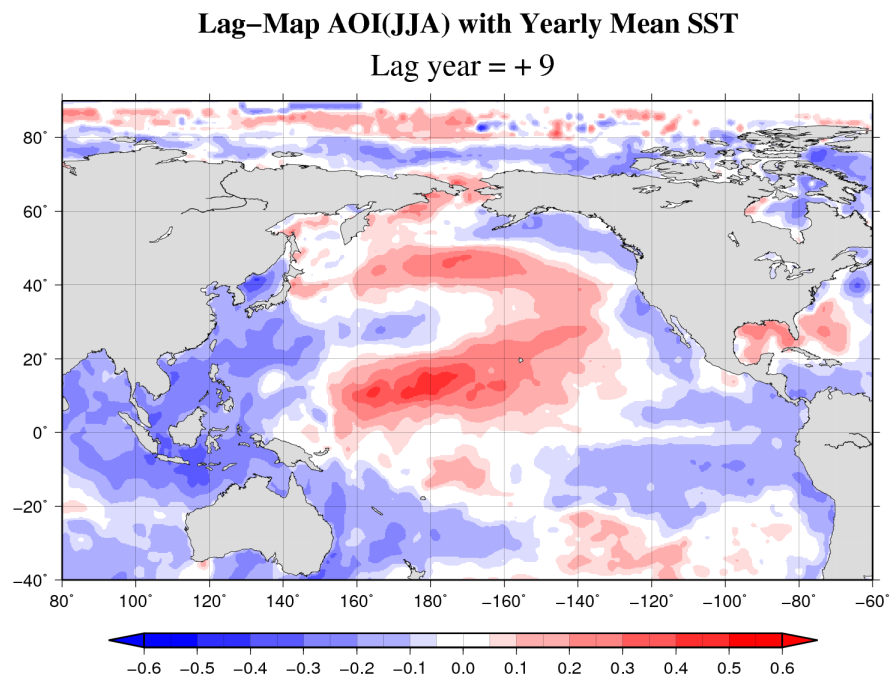 Lag−Map AOI(JJA) with Yearly Mean SST
Lag year = + 9
80˚
60˚
40˚
20˚
0˚
−20˚
−40˚
80˚ 100˚ 120˚ 140˚ 160˚ 180˚ −160˚ −140˚ −120˚ −100˚ −80˚ −60˚
−0.6 −0.5 −0.4 −0.3 −0.2 −0.1 0.0 0.1 0.2 0.3 0.4 0.5 0.6